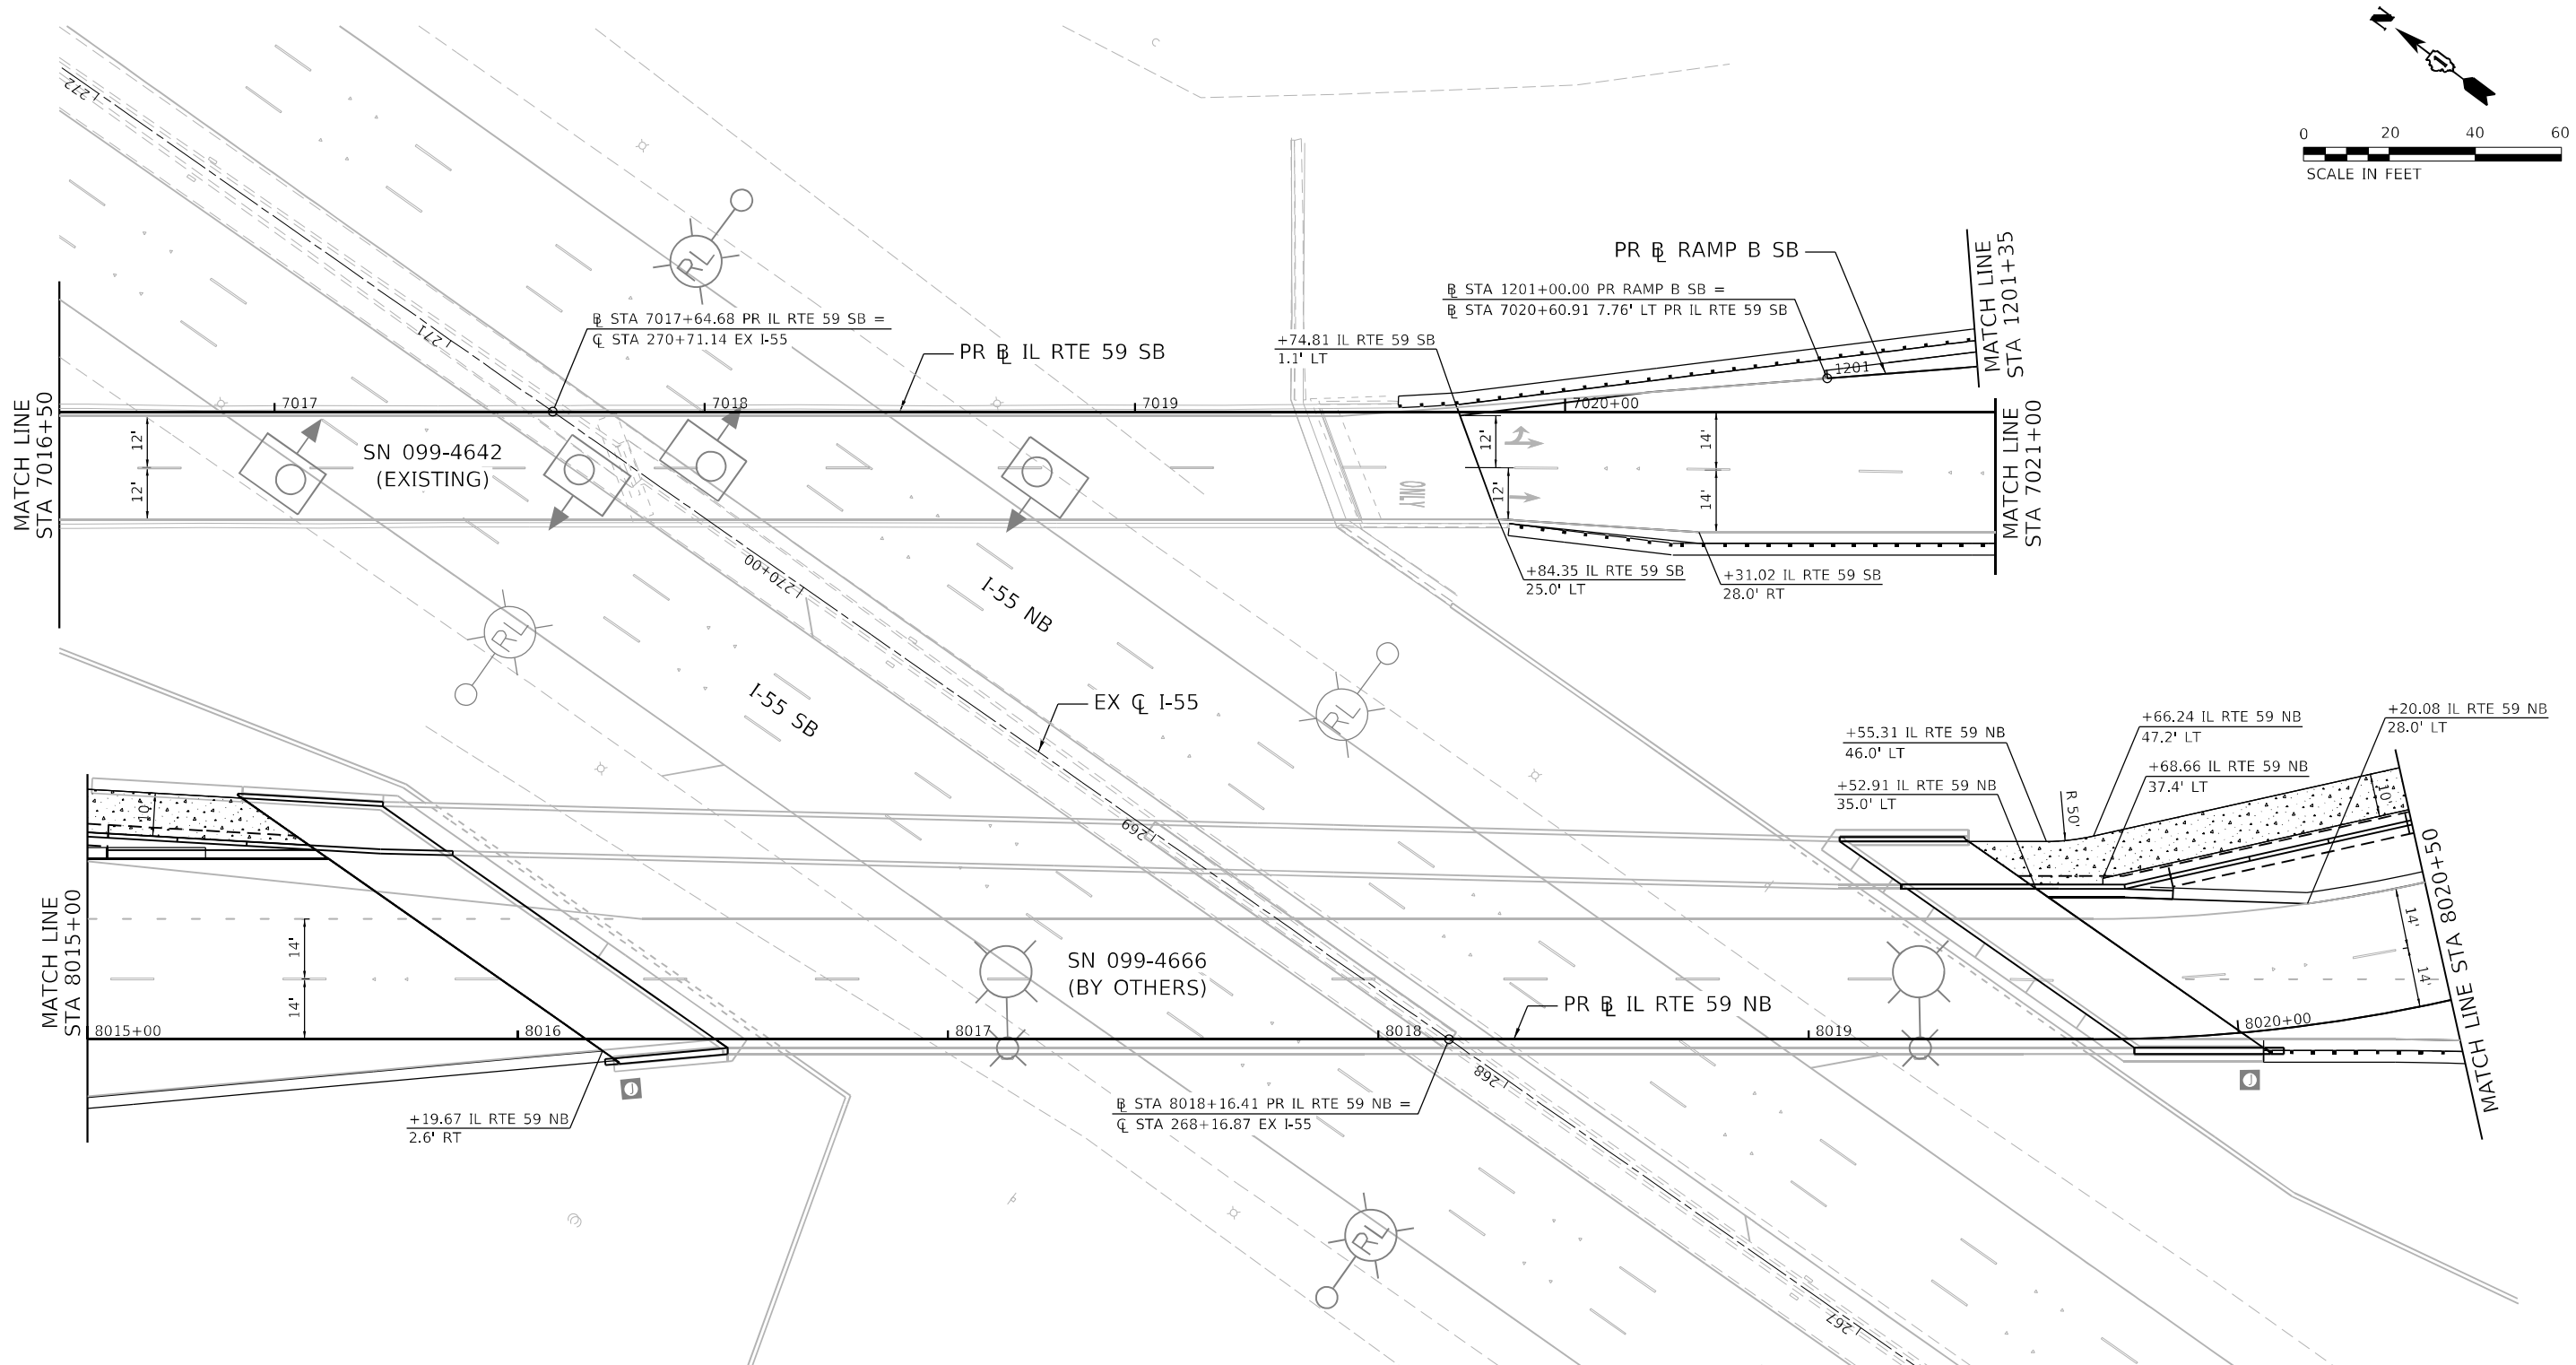 N
0 20 40 60
SCALE IN FEET
272
271
270+00
269
268
267
℄ STA 7017+64.68 PR IL RTE 59 SB =
℄ STA 270+71.14 EX I-55
PR ℄ IL RTE 59 SB
PR ℄ RAMP B SB
℄ STA 1201+00.00 PR RAMP B SB =
℄ STA 7020+60.91 7.76' LT PR IL RTE 59 SB
+74.81 IL RTE 59 SB
1.1' LT
MATCH LINE
STA 1201+35
1201
MATCH LINE
STA 7016+50
7017
7018
7019
7020+00
12'
12'
SN 099-4642
(EXISTING)
ONLY
12'
12'
14'
14'
MATCH LINE
STA 7021+00
+84.35 IL RTE 59 SB
25.0' LT
+31.02 IL RTE 59 SB
28.0' RT
RL
RL
RL
RL
I-55 NB
I-55 SB
EX ℄ I-55
+55.31 IL RTE 59 NB
46.0' LT
+66.24 IL RTE 59 NB
47.2' LT
+20.08 IL RTE 59 NB
28.0' LT
+52.91 IL RTE 59 NB
35.0' LT
+68.66 IL RTE 59 NB
37.4' LT
R 50'
10'
10'
14'
14'
MATCH LINE STA 8020+50
MATCH LINE
STA 8015+00
14'
14'
SN 099-4666
(BY OTHERS)
PR ℄ IL RTE 59 NB
8015+00
8016
8017
8018
8019
8020+00
J
J
+19.67 IL RTE 59 NB
2.6' RT
℄ STA 8018+16.41 PR IL RTE 59 NB =
℄ STA 268+16.87 EX I-55